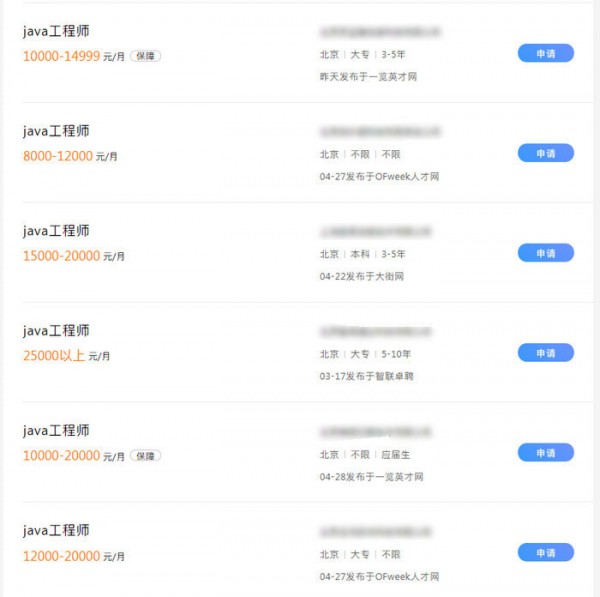 java工程师
10000-14999 元/月 保障
北京 | 大专 | 3-5年
昨天发布于一览英才网
申请
java工程师
8000-12000 元/月
北京 | 不限 | 不限
04-27发布于OFweek人才网
申请
java工程师
15000-20000 元/月
北京 | 本科 | 3-5年
04-22发布于大街网
申请
java工程师
25000以上 元/月
北京 | 大专 | 5-10年
03-17发布于智联卓聘
申请
java工程师
10000-20000 元/月 保障
北京 | 不限 | 应届生
04-28发布于一览英才网
申请
java工程师
12000-20000 元/月
北京 | 大专 | 不限
04-27发布于OFweek人才网
申请